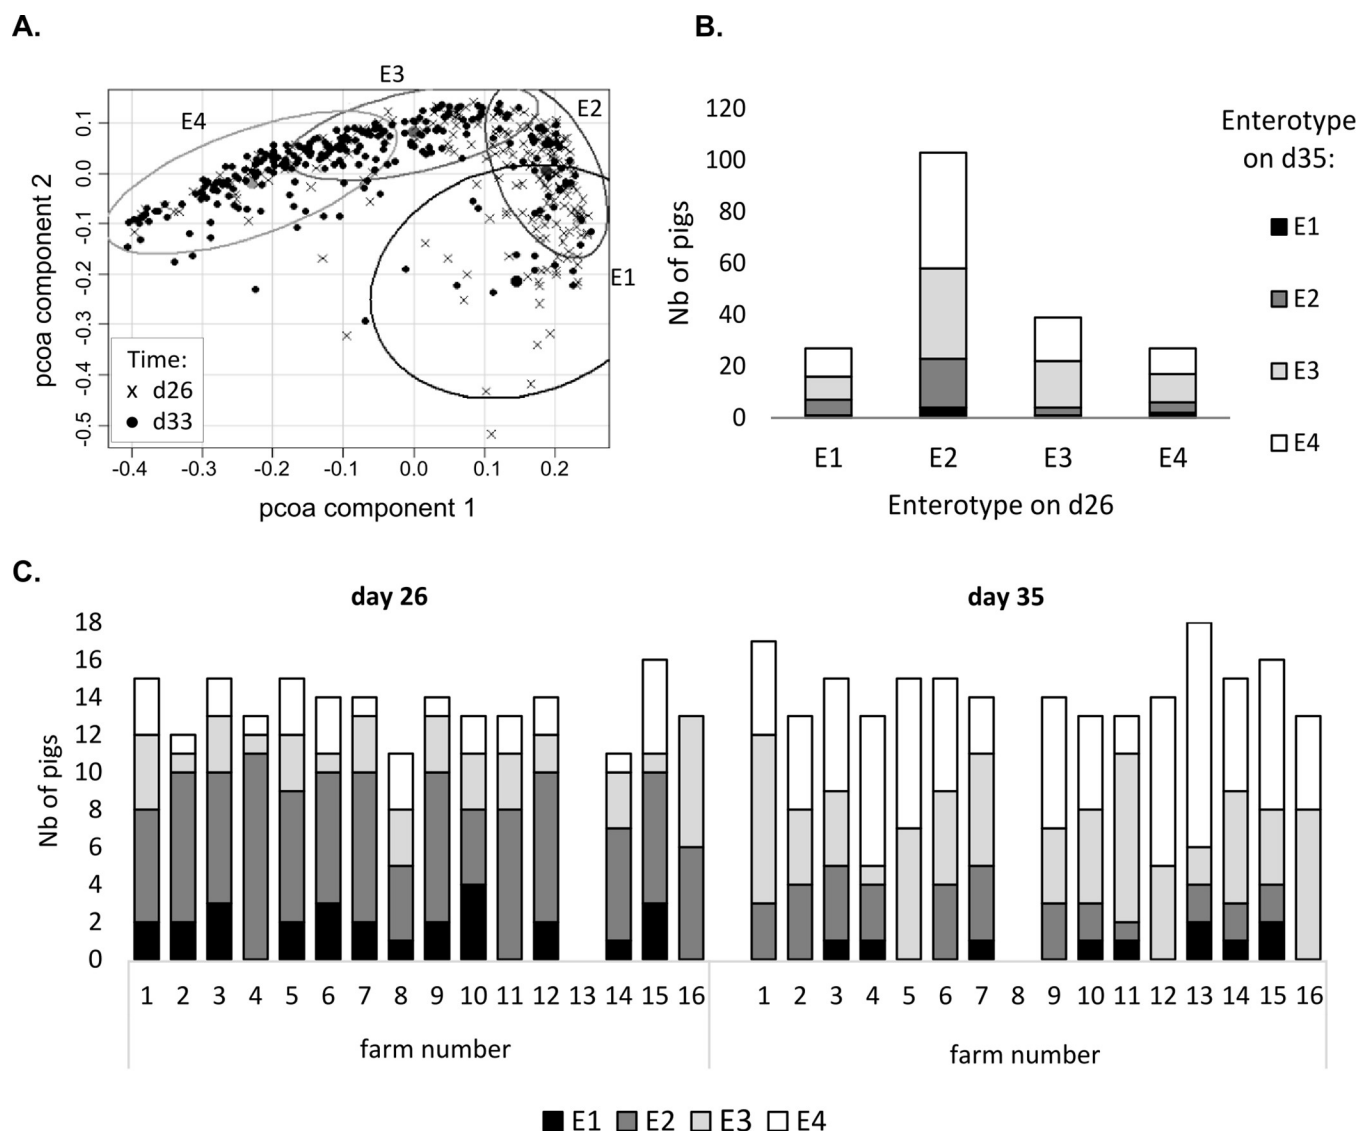 A.
E3
E4
E2
E1
0.1
0.0
-0.1
-0.2
-0.3
-0.4
-0.5
pcoa component 2
Time:
x d26
● d33
-0.4 -0.3 -0.2 -0.1 0.0 0.1 0.2
pcoa component 1
B.
120
100
80
60
40
20
0
Nb of pigs
E1 E2 E3 E4
Enterotype on d26
Enterotype
on d35:
E1
E2
E3
E4
C.
day 26
day 35
18
16
14
12
10
8
6
4
2
0
Nb of pigs
1 2 3 4 5 6 7 8 9 10 11 12 13 14 15 16
1 2 3 4 5 6 7 8 9 10 11 12 13 14 15 16
farm number
farm number
E1 E2 E3 E4